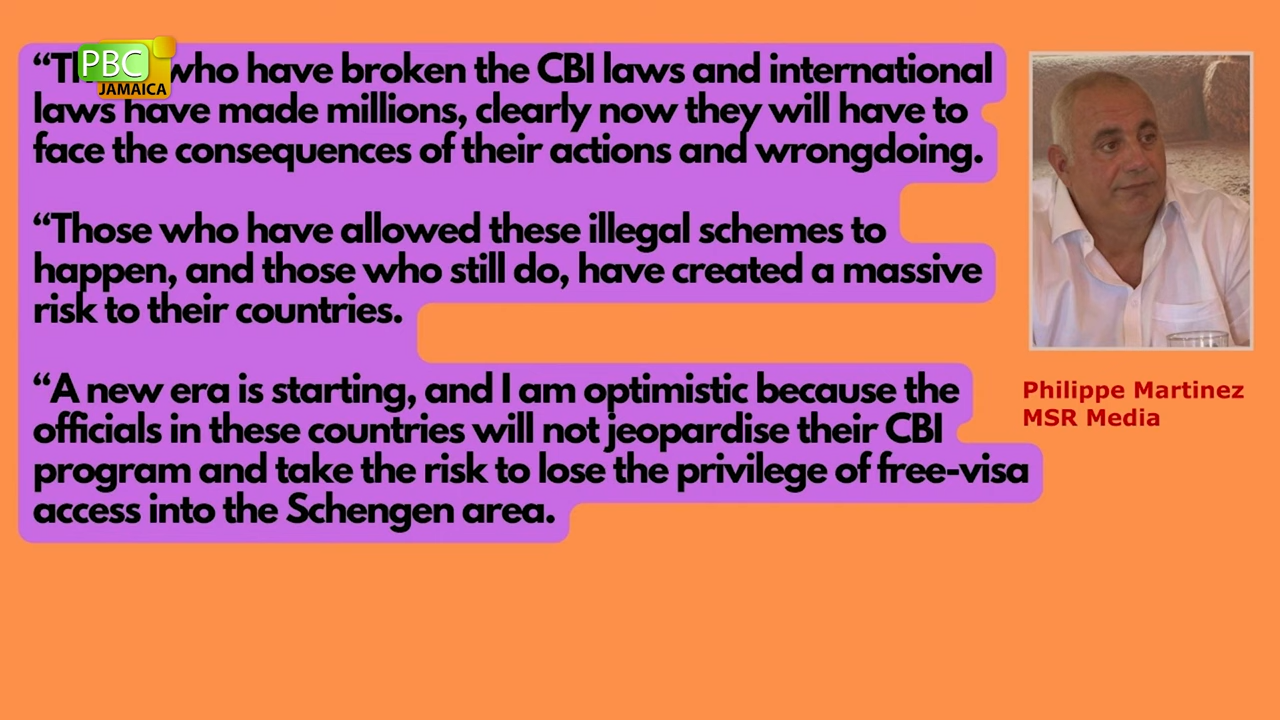 PBC
JAMAICA
who have broken the CBI laws and international
laws have made millions, clearly now they will have to
face the consequences of their actions and wrongdoing.
“Those who have allowed these illegal schemes to
happen, and those who still do, have created a massive
risk to their countries.
“A new era is starting, and I am optimistic because the
officials in these countries will not jeopardise their CBI
program and take the risk to lose the privilege of free-visa
access into the Schengen area.
Philippe Martinez
MSR Media